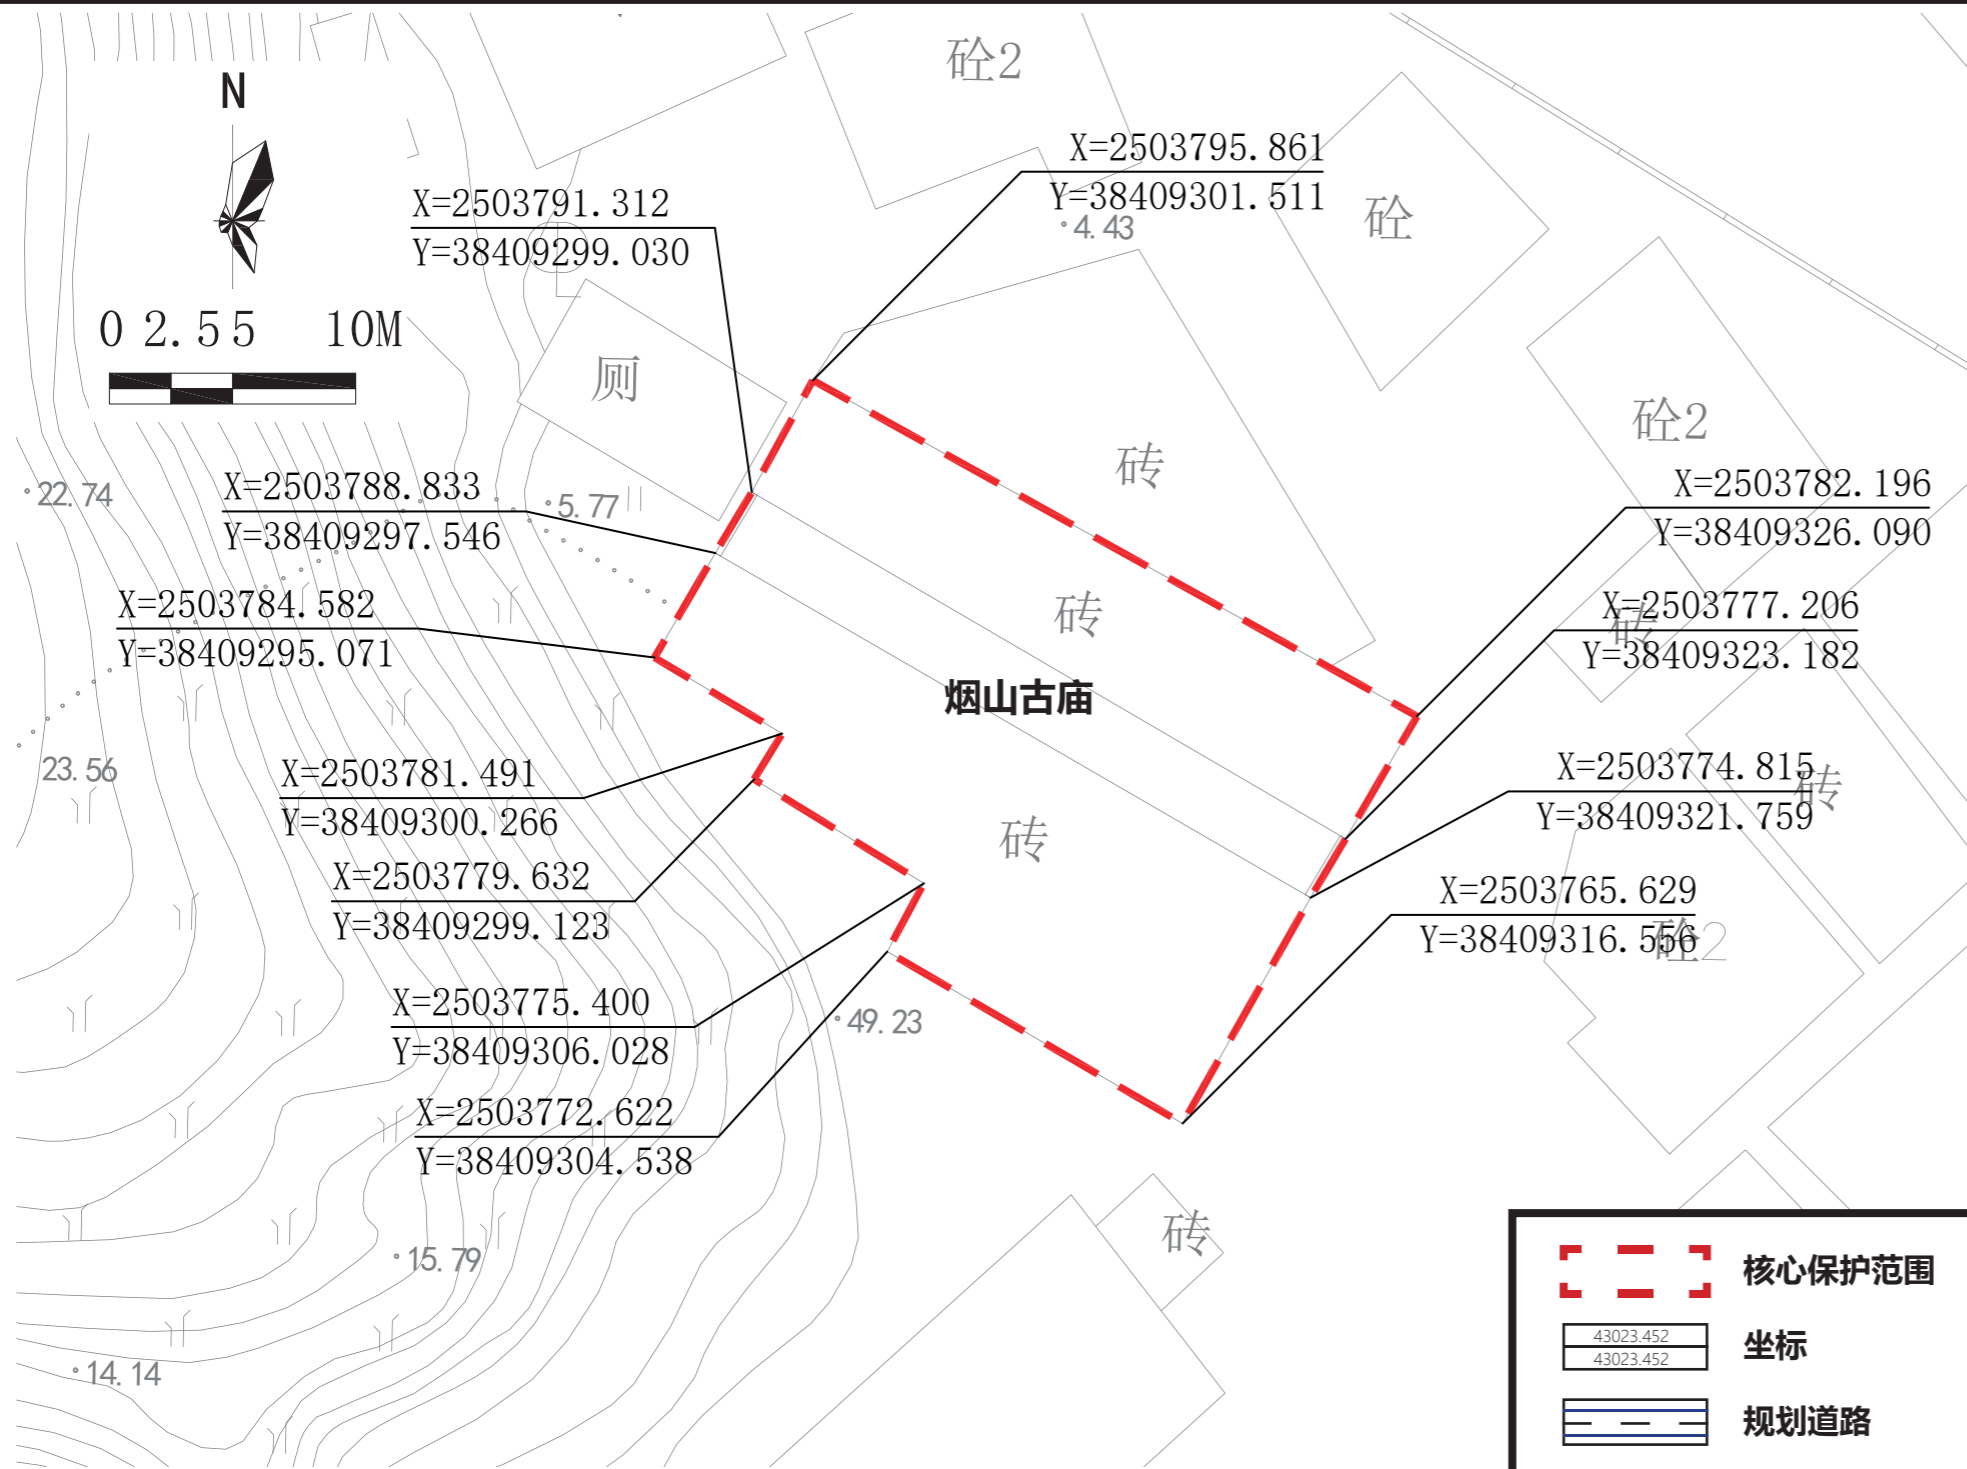 砼2
N
X=2503795.861
Y=38409301.511
砼
X=2503791.312
Y=38409299.030
4.43
0 2.55 10M
厕
砼2
砖
X=2503788.833
Y=38409297.546
22.74
5.77
X=2503782.196
Y=38409326.090
X=2503784.582
Y=38409295.071
砖
X=2503777.206
Y=38409323.182
砖
烟山古庙
23.56
X=2503781.491
Y=38409300.266
砖
X=2503774.815
Y=38409321.759
砖
X=2503779.632
Y=38409299.123
X=2503765.629
Y=38409316.556
砼2
X=2503775.400
Y=38409306.028
49.23
X=2503772.622
Y=38409304.538
砖
15.79
14.14
核心保护范围
43023.452
43023.452
坐标
规划道路